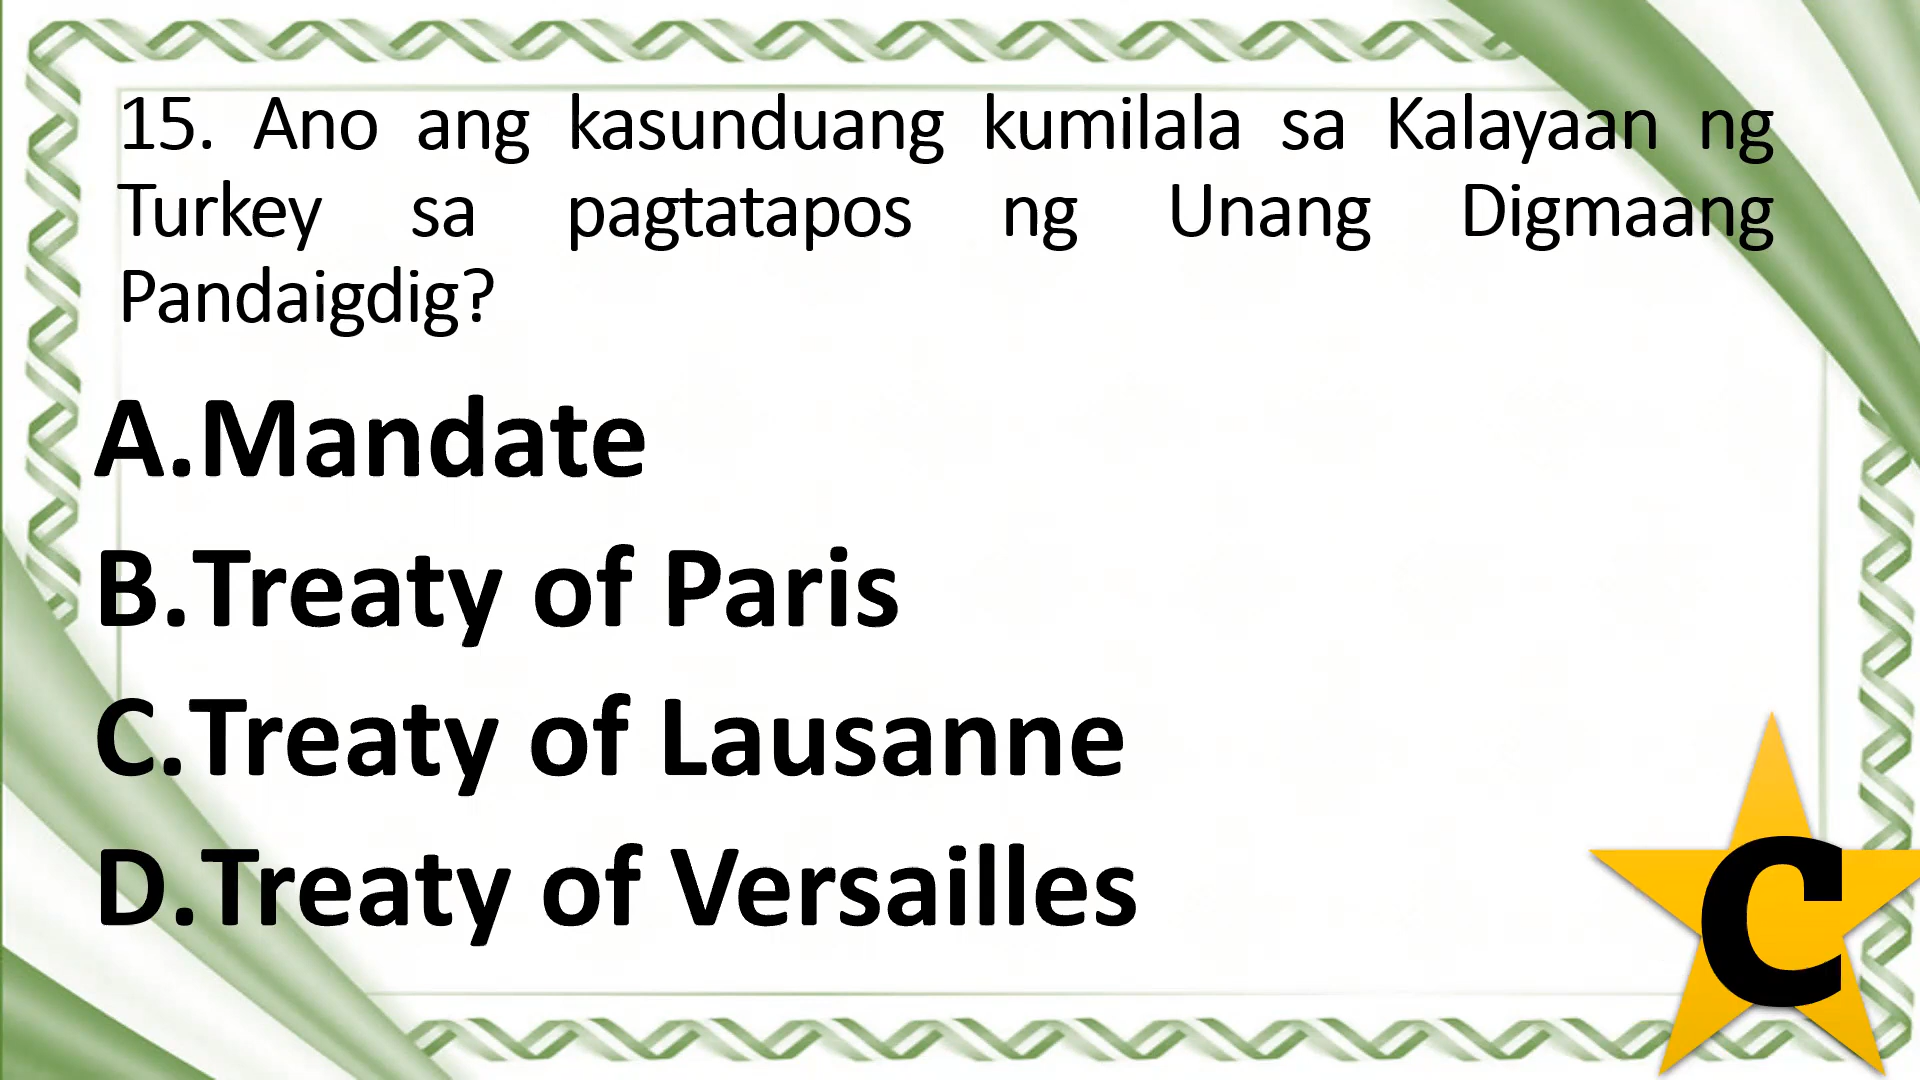 15. Ano ang kasunduang kumilala sa Kalayaan ng
Turkey sa pagtatapos ng Unang Digmaang
Pandaigdig?
A.Mandate
B.Treaty of Paris
C.Treaty of Lausanne
D.Treaty of Versailles
C